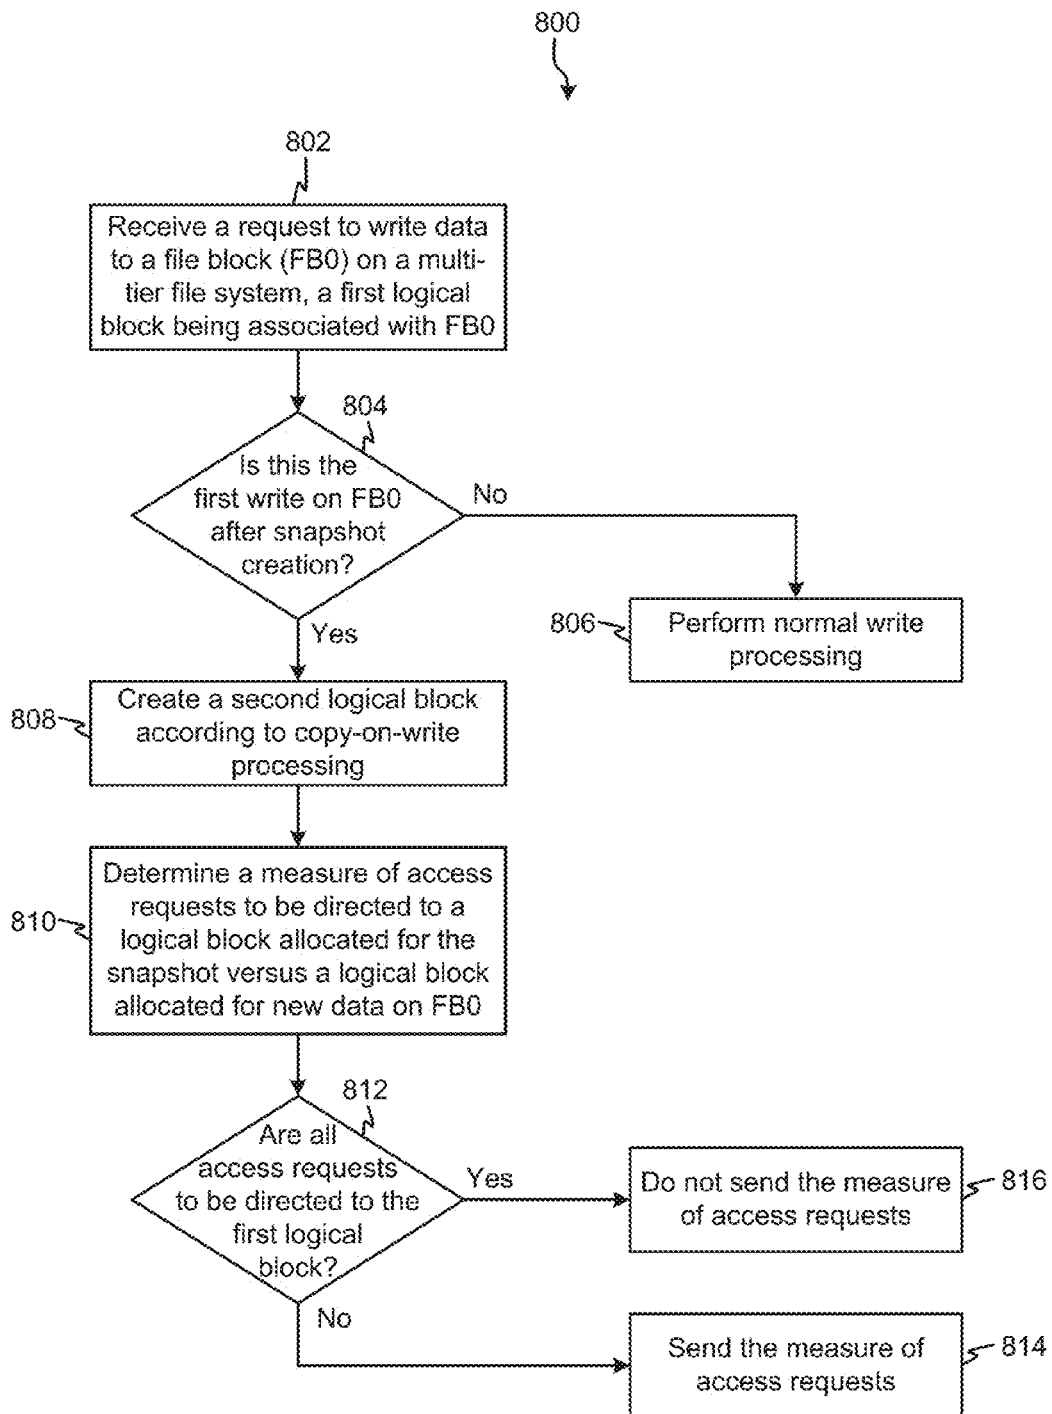 800
802
Receive a request to write data
to a file block (FB0) on a multi-
tier file system, a first logical
block being associated with FB0
804
Is this the
first write on FB0
after snapshot
creation?
No
Yes
806
Perform normal write
processing
808
Create a second logical block
according to copy-on-write
processing
810
Determine a measure of access
requests to be directed to a
logical block allocated for the
snapshot versus a logical block
allocated for new data on FB0
812
Are all
access requests
to be directed to the
first logical
block?
Yes
Do not send the measure
of access requests
816
No
Send the measure of
access requests
814